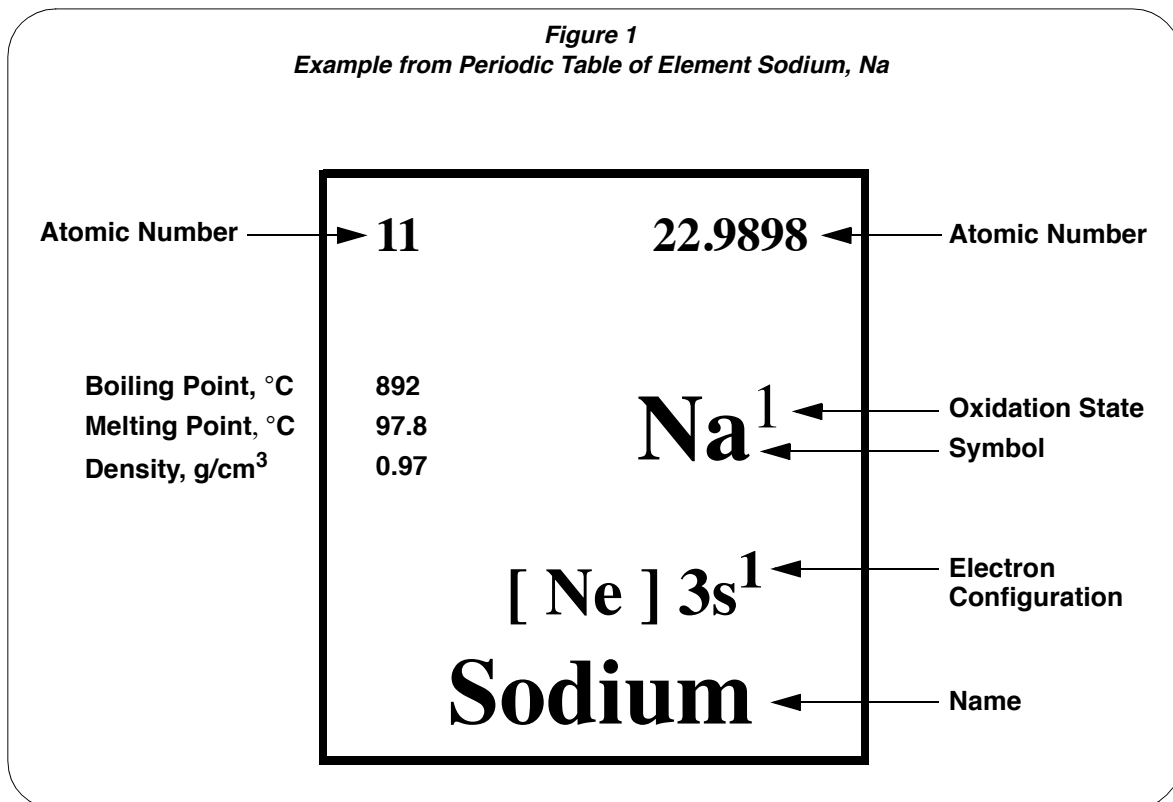 Figure 1
Example from Periodic Table of Element Sodium, Na
Atomic Number 11 22.9898 Atomic Number
Boiling Point, °C 892
Melting Point, °C 97.8
Density, g/cm³ 0.97
Na¹
Oxidation State
Symbol
[ Ne ] 3s¹
Electron
Configuration
Sodium
Name